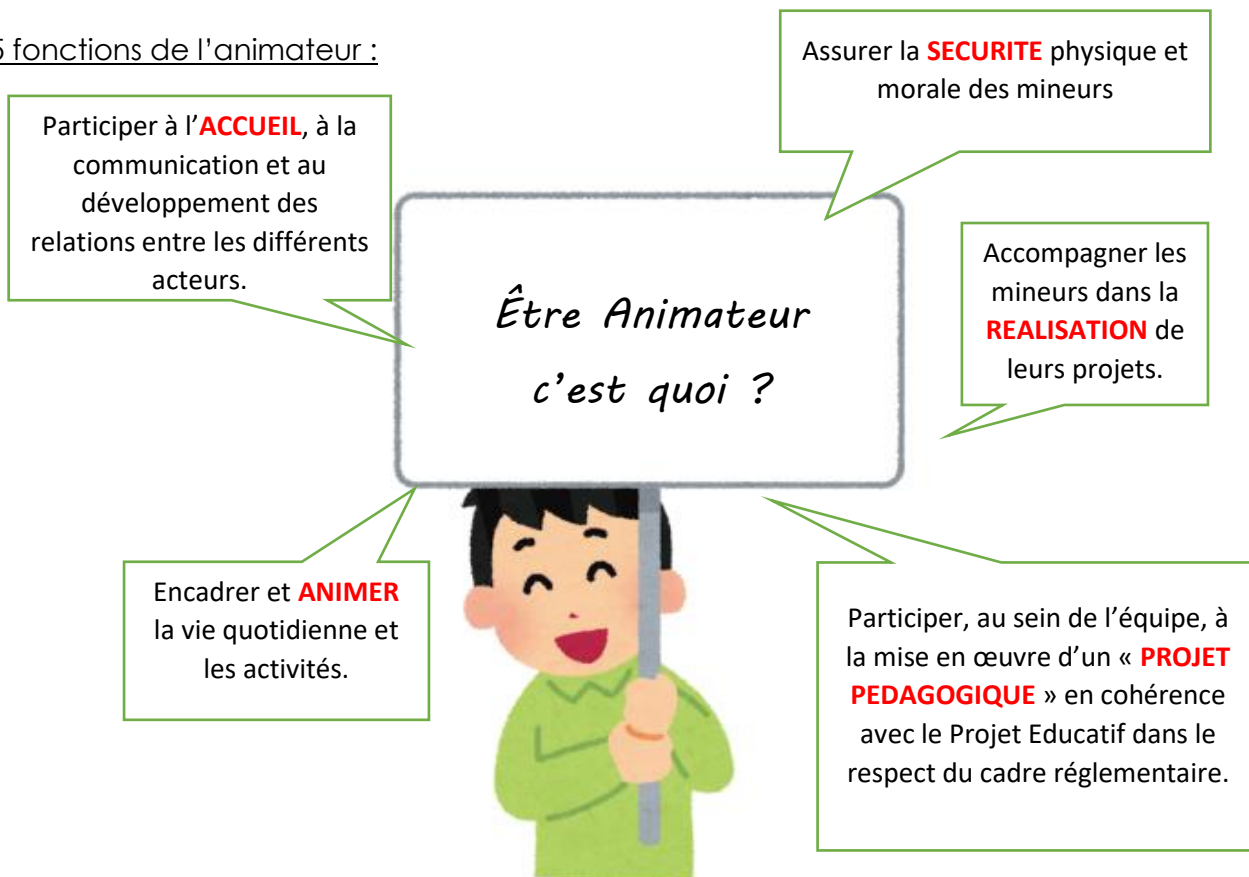 5 fonctions de l’animateur :
Assurer la SECURITE physique et
morale des mineurs
Participer à l’ACCUEIL, à la
communication et au
développement des
relations entre les différents
acteurs.
Accompagner les
mineurs dans la
REALISATION de
leurs projets.
Être Animateur
c’est quoi ?
Encadrer et ANIMER
la vie quotidienne et
les activités.
Participer, au sein de l’équipe, à
la mise en œuvre d’un « PROJET
PEDAGOGIQUE » en cohérence
avec le Projet Educatif dans le
respect du cadre réglementaire.